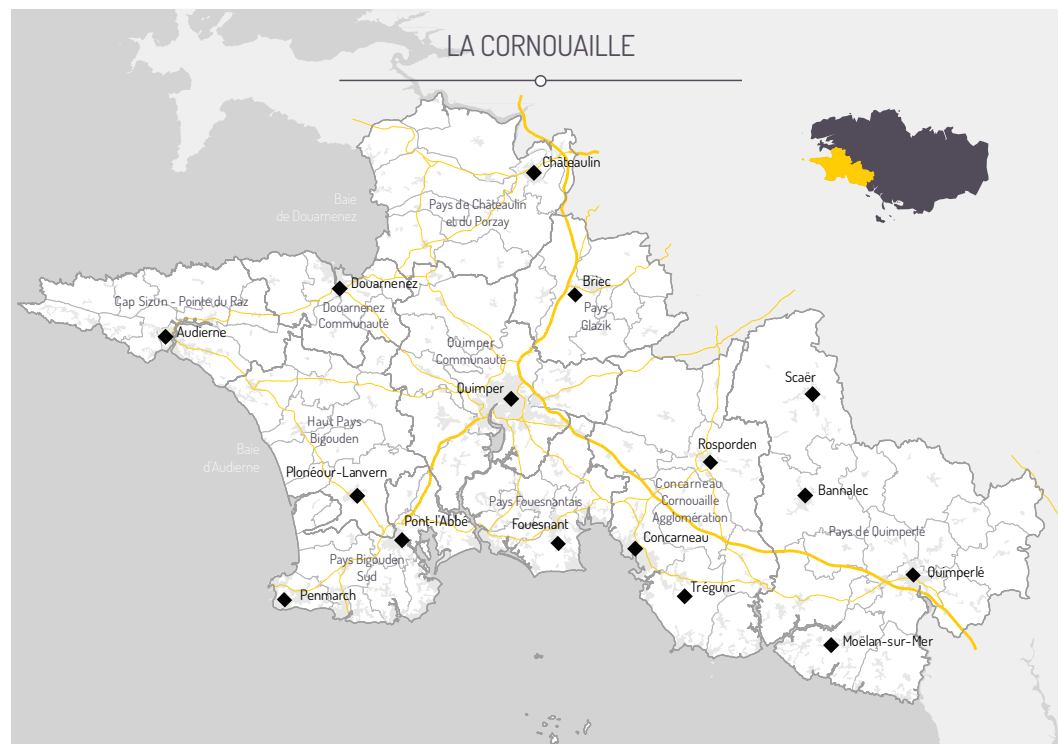 LA CORNOUAILLE
Châteaulin
Baie
de Douarnenez
Pays de Châteaulin
et du Porzay
Douarnenez
Briec
Cap Sizun - Pointe du Raz
Douarnenez
Communauté
Pays
Glazik
Audierne
Quimper
Communauté
Scaër
Quimper
Haut Pays
Bigouden
Rosporden
Baie
d'Audierne
Plonéour-Lanvern
Concarneau
Cornouaille
Agglomération
Bannalec
Pays Fouesnantais
Pont-l'Abbé
Fouesnant
Concarneau
Pays de Quimperlé
Pays Bigouden
Sud
Quimperlé
Trégunc
Penmarch
Moëlan-sur-Mer